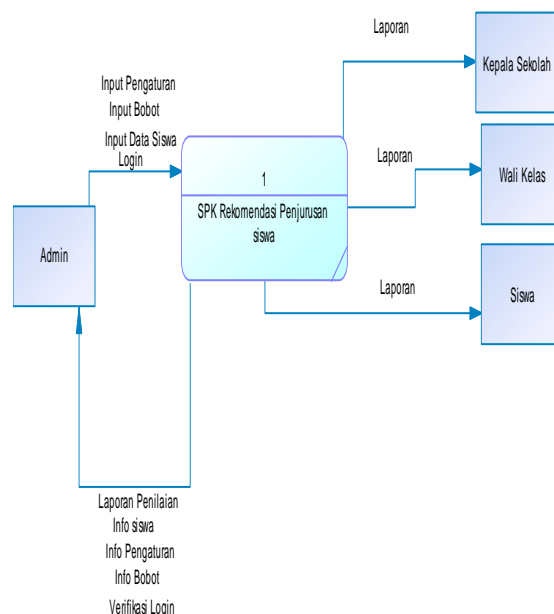 Laporan
Kepala Sekolah
Input Pengaturan
Input Bobot
Input Data Siswa
Login
1
SPK Rekomendasi Penjurusan
siswa
Laporan
Wali Kelas
Admin
Laporan
Siswa
Laporan Penilaian
Info siswa
Info Pengaturan
Info Bobot
Verifikasi Login